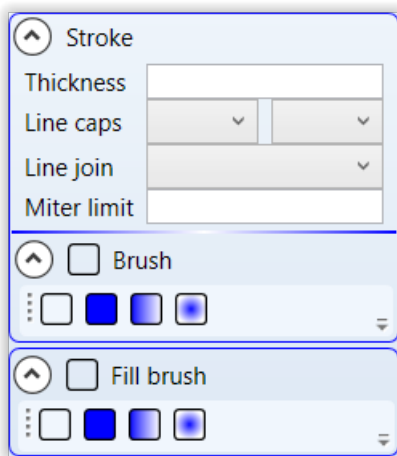 Stroke
Thickness
Line caps
Line join
Miter limit
Brush
Fill brush